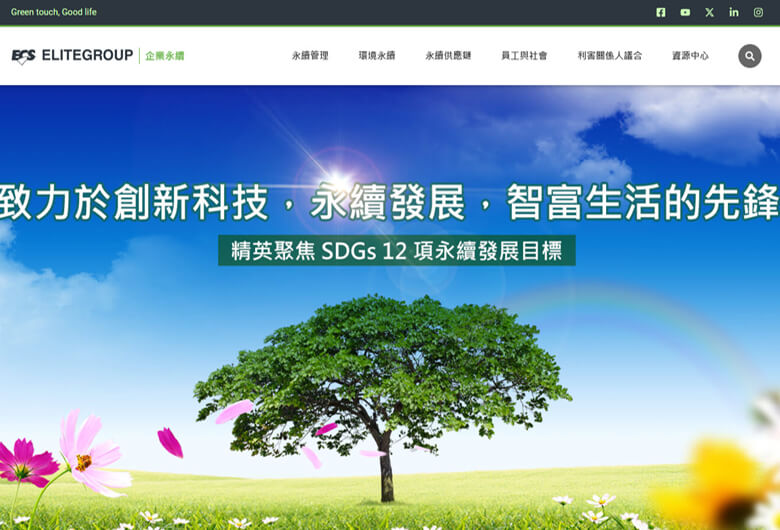 Green touch, Good life
ECS ELITEGROUP 企業永續
永續管理 環境永續 永續供應鏈 員工與社會 利害關係人議合 資源中心
致力於創新科技，永續發展，智富生活的先鋒
精英聚焦 SDGs 12 項永續發展目標